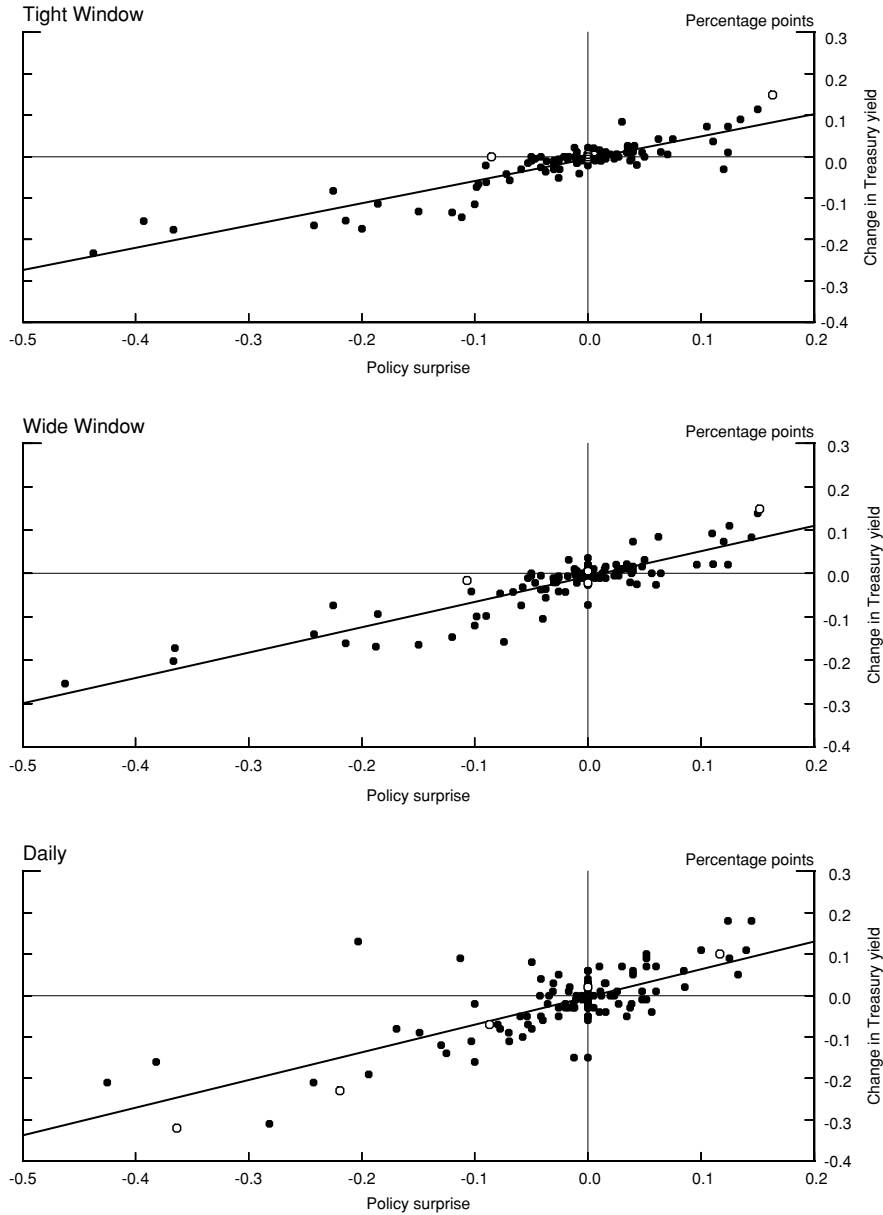 Tight Window
Percentage points
0.3
0.2
0.1
0.0
-0.1
-0.2
-0.3
-0.4
Change in Treasury yield
-0.5 -0.4 -0.3 -0.2 -0.1 0.0 0.1 0.2
Policy surprise
Wide Window
Percentage points
0.3
0.2
0.1
0.0
-0.1
-0.2
-0.3
-0.4
Change in Treasury yield
-0.5 -0.4 -0.3 -0.2 -0.1 0.0 0.1 0.2
Policy surprise
Daily
Percentage points
0.3
0.2
0.1
0.0
-0.1
-0.2
-0.3
-0.4
Change in Treasury yield
-0.5 -0.4 -0.3 -0.2 -0.1 0.0 0.1 0.2
Policy surprise